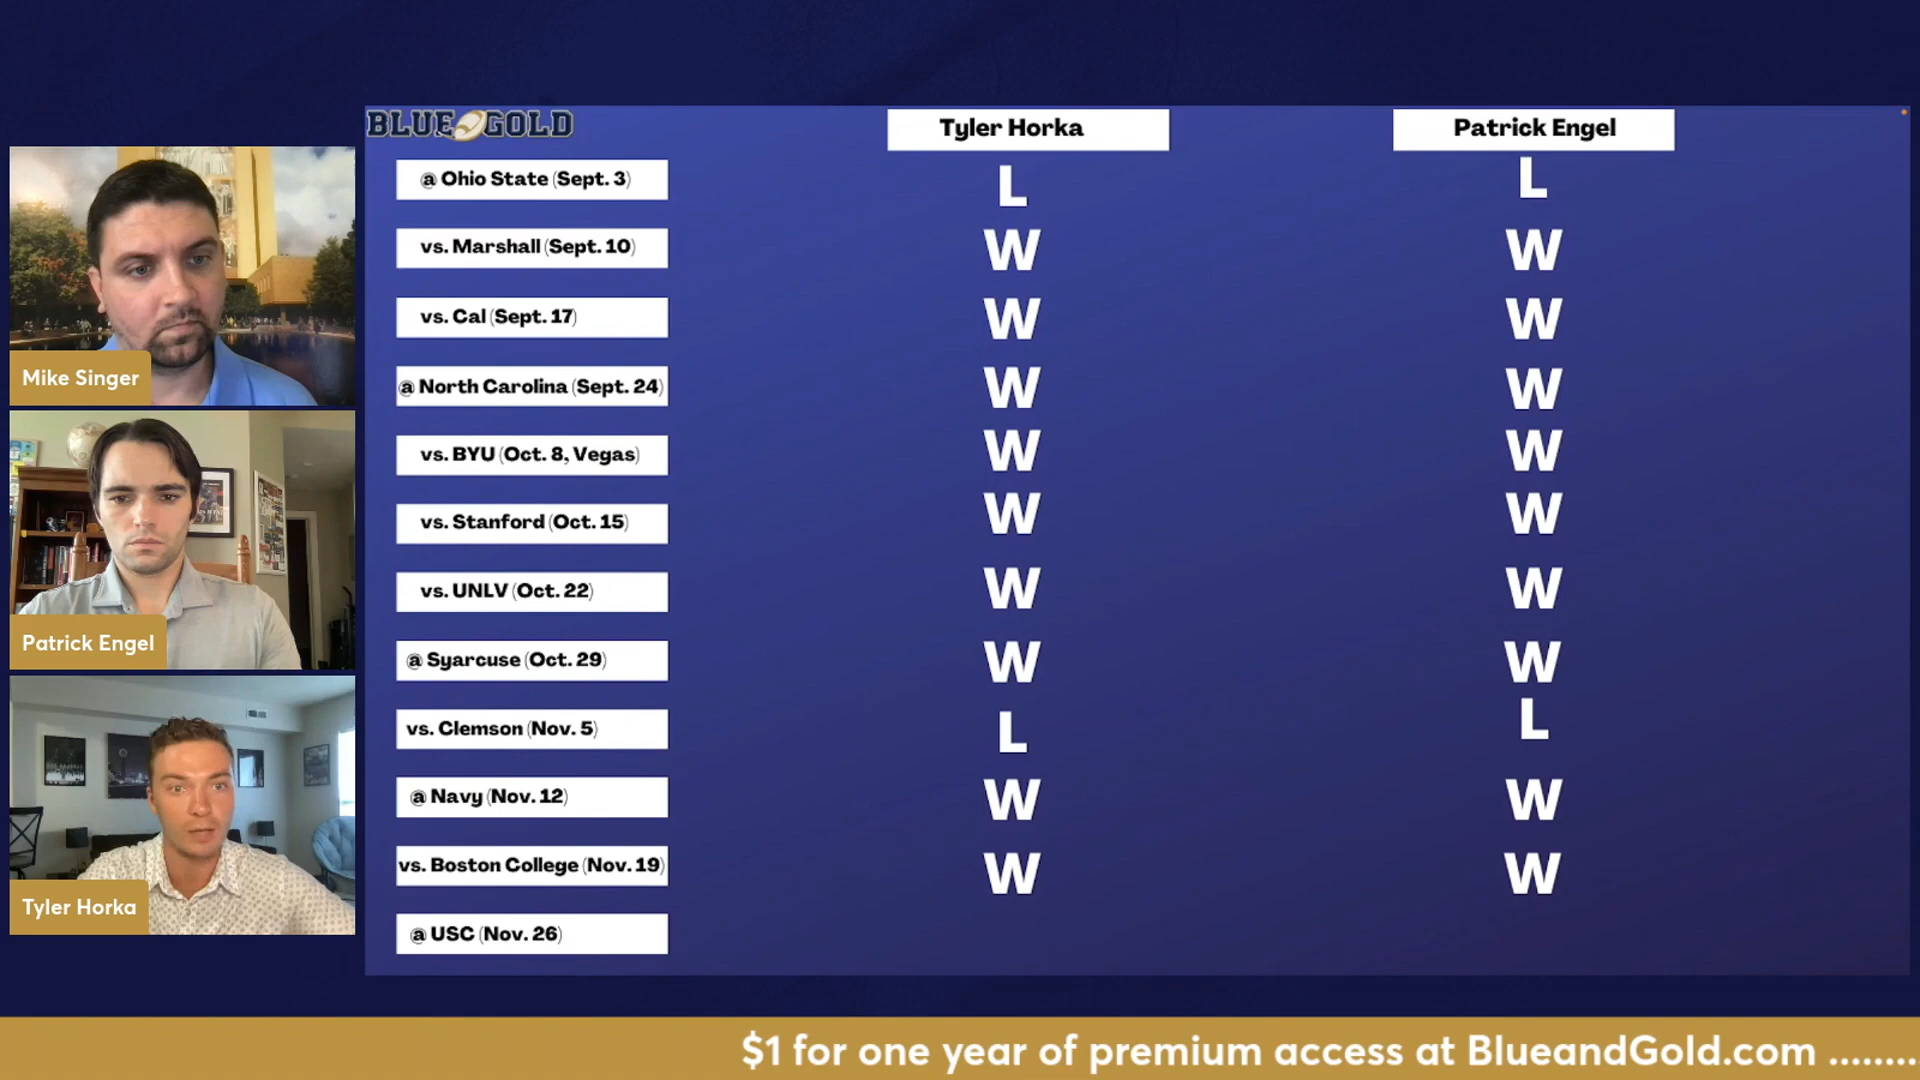 BLUE GOLD
Tyler Horka
Patrick Engel
@ Ohio State (Sept. 3)
L
L
vs. Marshall (Sept. 10)
W
W
vs. Cal (Sept. 17)
W
W
@ North Carolina (Sept. 24)
W
W
vs. BYU (Oct. 8, Vegas)
W
W
vs. Stanford (Oct. 15)
W
W
vs. UNLV (Oct. 22)
W
W
@ Syarcuse (Oct. 29)
W
W
vs. Clemson (Nov. 5)
L
L
@ Navy (Nov. 12)
W
W
vs. Boston College (Nov. 19)
W
W
@ USC (Nov. 26)
Mike Singer
Patrick Engel
Tyler Horka
$1 for one year of premium access at BlueandGold.com ........